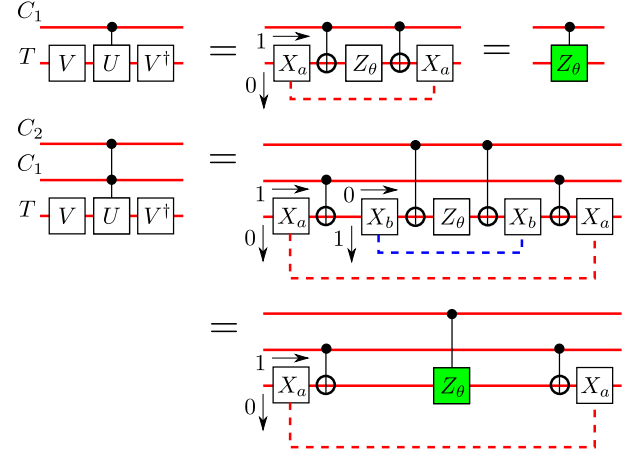 C₁
T V U V† = 1 X_a Z_θ X_a = Z_θ
0
C₂
=
C₁
1 0
T V U V† X_a X_b Z_θ X_b X_a
0 1
=
1
X_a Z_θ X_a
0